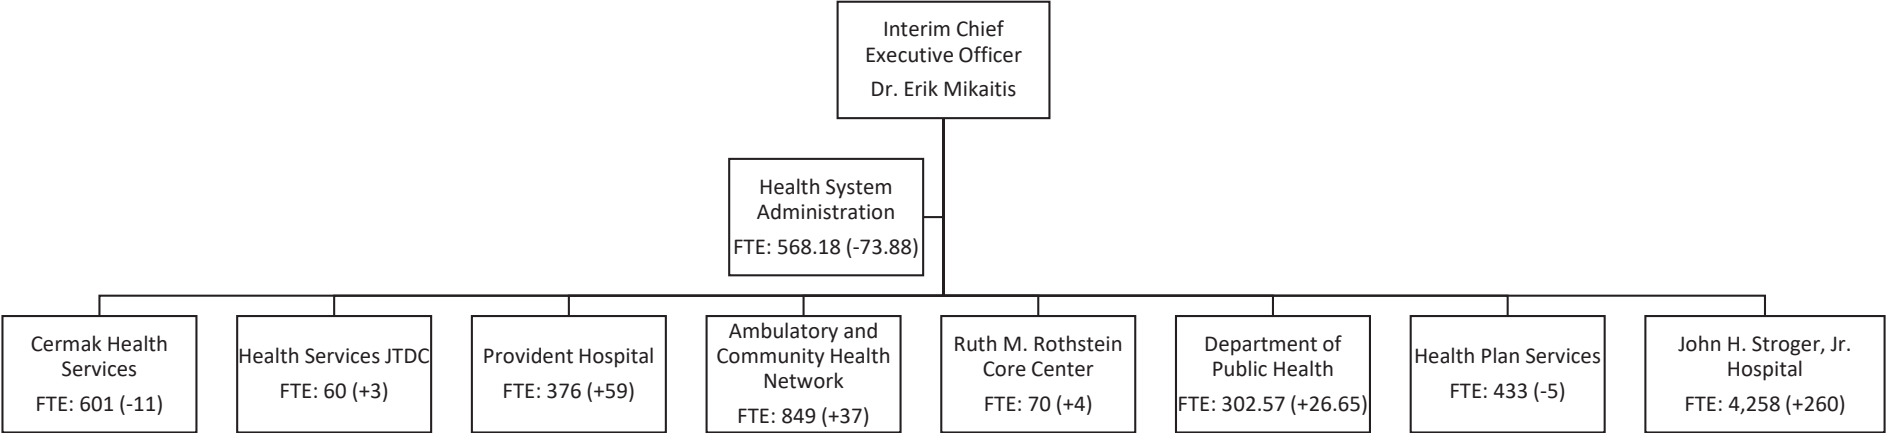 Interim Chief
Executive Officer
Dr. Erik Mikaitis
Health System
Administration
FTE: 568.18 (-73.88)
Cermak Health
Services
FTE: 601 (-11)
Health Services JTDC
FTE: 60 (+3)
Provident Hospital
FTE: 376 (+59)
Ambulatory and
Community Health
Network
FTE: 849 (+37)
Ruth M. Rothstein
Core Center
FTE: 70 (+4)
Department of
Public Health
FTE: 302.57 (+26.65)
Health Plan Services
FTE: 433 (-5)
John H. Stroger, Jr.
Hospital
FTE: 4,258 (+260)